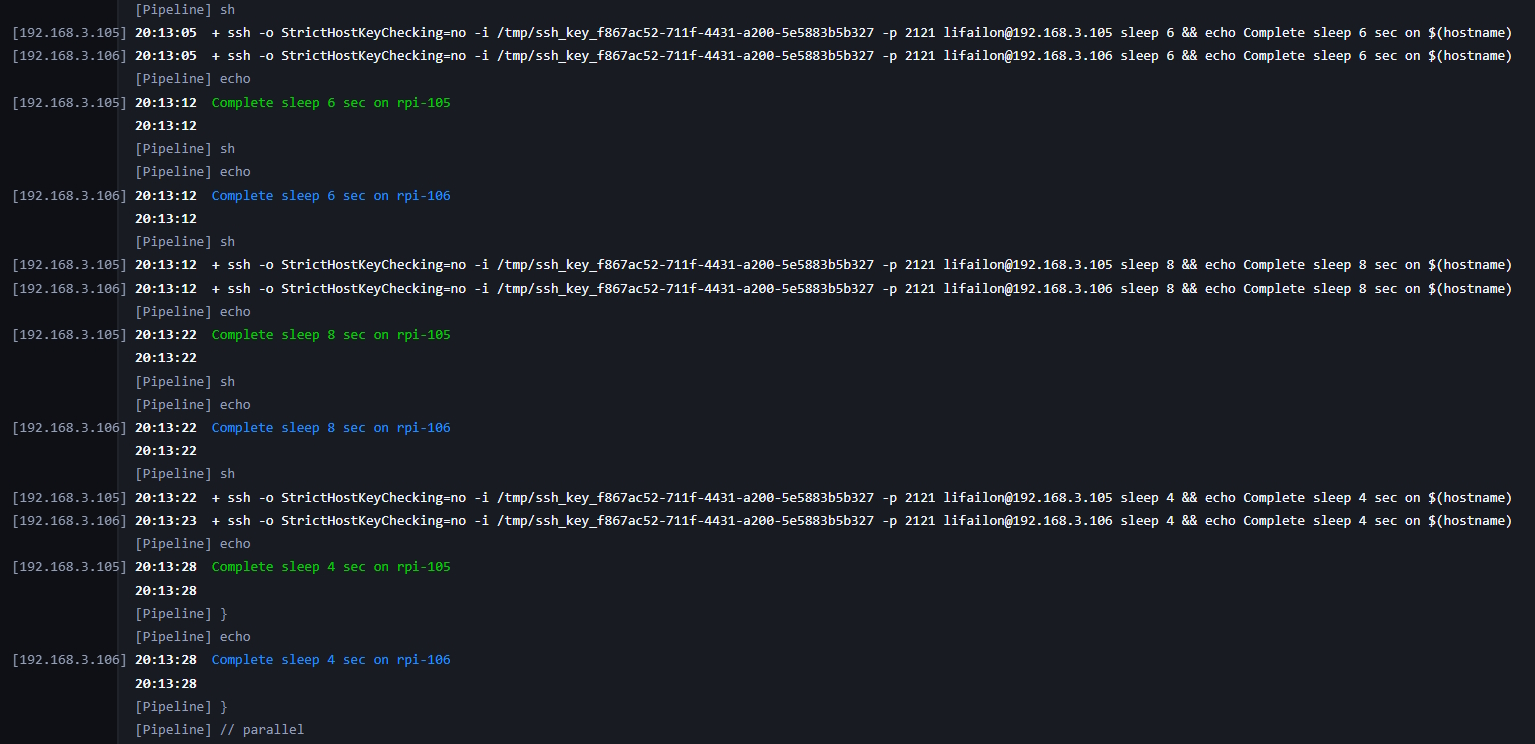 [Pipeline] sh
[192.168.3.105] 20:13:05 + ssh -o StrictHostKeyChecking=no -i /tmp/ssh_key_f867ac52-711f-4431-a200-5e5883b5b327 -p 2121 lifailon@192.168.3.105 sleep 6 && echo Complete sleep 6 sec on $(hostname)
[192.168.3.106] 20:13:05 + ssh -o StrictHostKeyChecking=no -i /tmp/ssh_key_f867ac52-711f-4431-a200-5e5883b5b327 -p 2121 lifailon@192.168.3.106 sleep 6 && echo Complete sleep 6 sec on $(hostname)
[Pipeline] echo
[192.168.3.105] 20:13:12 Complete sleep 6 sec on rpi-105
20:13:12
[Pipeline] sh
[Pipeline] echo
[192.168.3.106] 20:13:12 Complete sleep 6 sec on rpi-106
20:13:12
[Pipeline] sh
[192.168.3.105] 20:13:12 + ssh -o StrictHostKeyChecking=no -i /tmp/ssh_key_f867ac52-711f-4431-a200-5e5883b5b327 -p 2121 lifailon@192.168.3.105 sleep 8 && echo Complete sleep 8 sec on $(hostname)
[192.168.3.106] 20:13:12 + ssh -o StrictHostKeyChecking=no -i /tmp/ssh_key_f867ac52-711f-4431-a200-5e5883b5b327 -p 2121 lifailon@192.168.3.106 sleep 8 && echo Complete sleep 8 sec on $(hostname)
[Pipeline] echo
[192.168.3.105] 20:13:22 Complete sleep 8 sec on rpi-105
20:13:22
[Pipeline] sh
[Pipeline] echo
[192.168.3.106] 20:13:22 Complete sleep 8 sec on rpi-106
20:13:22
[Pipeline] sh
[192.168.3.105] 20:13:22 + ssh -o StrictHostKeyChecking=no -i /tmp/ssh_key_f867ac52-711f-4431-a200-5e5883b5b327 -p 2121 lifailon@192.168.3.105 sleep 4 && echo Complete sleep 4 sec on $(hostname)
[192.168.3.106] 20:13:23 + ssh -o StrictHostKeyChecking=no -i /tmp/ssh_key_f867ac52-711f-4431-a200-5e5883b5b327 -p 2121 lifailon@192.168.3.106 sleep 4 && echo Complete sleep 4 sec on $(hostname)
[Pipeline] echo
[192.168.3.105] 20:13:28 Complete sleep 4 sec on rpi-105
20:13:28
[Pipeline] }
[Pipeline] echo
[192.168.3.106] 20:13:28 Complete sleep 4 sec on rpi-106
20:13:28
[Pipeline] }
[Pipeline] // parallel